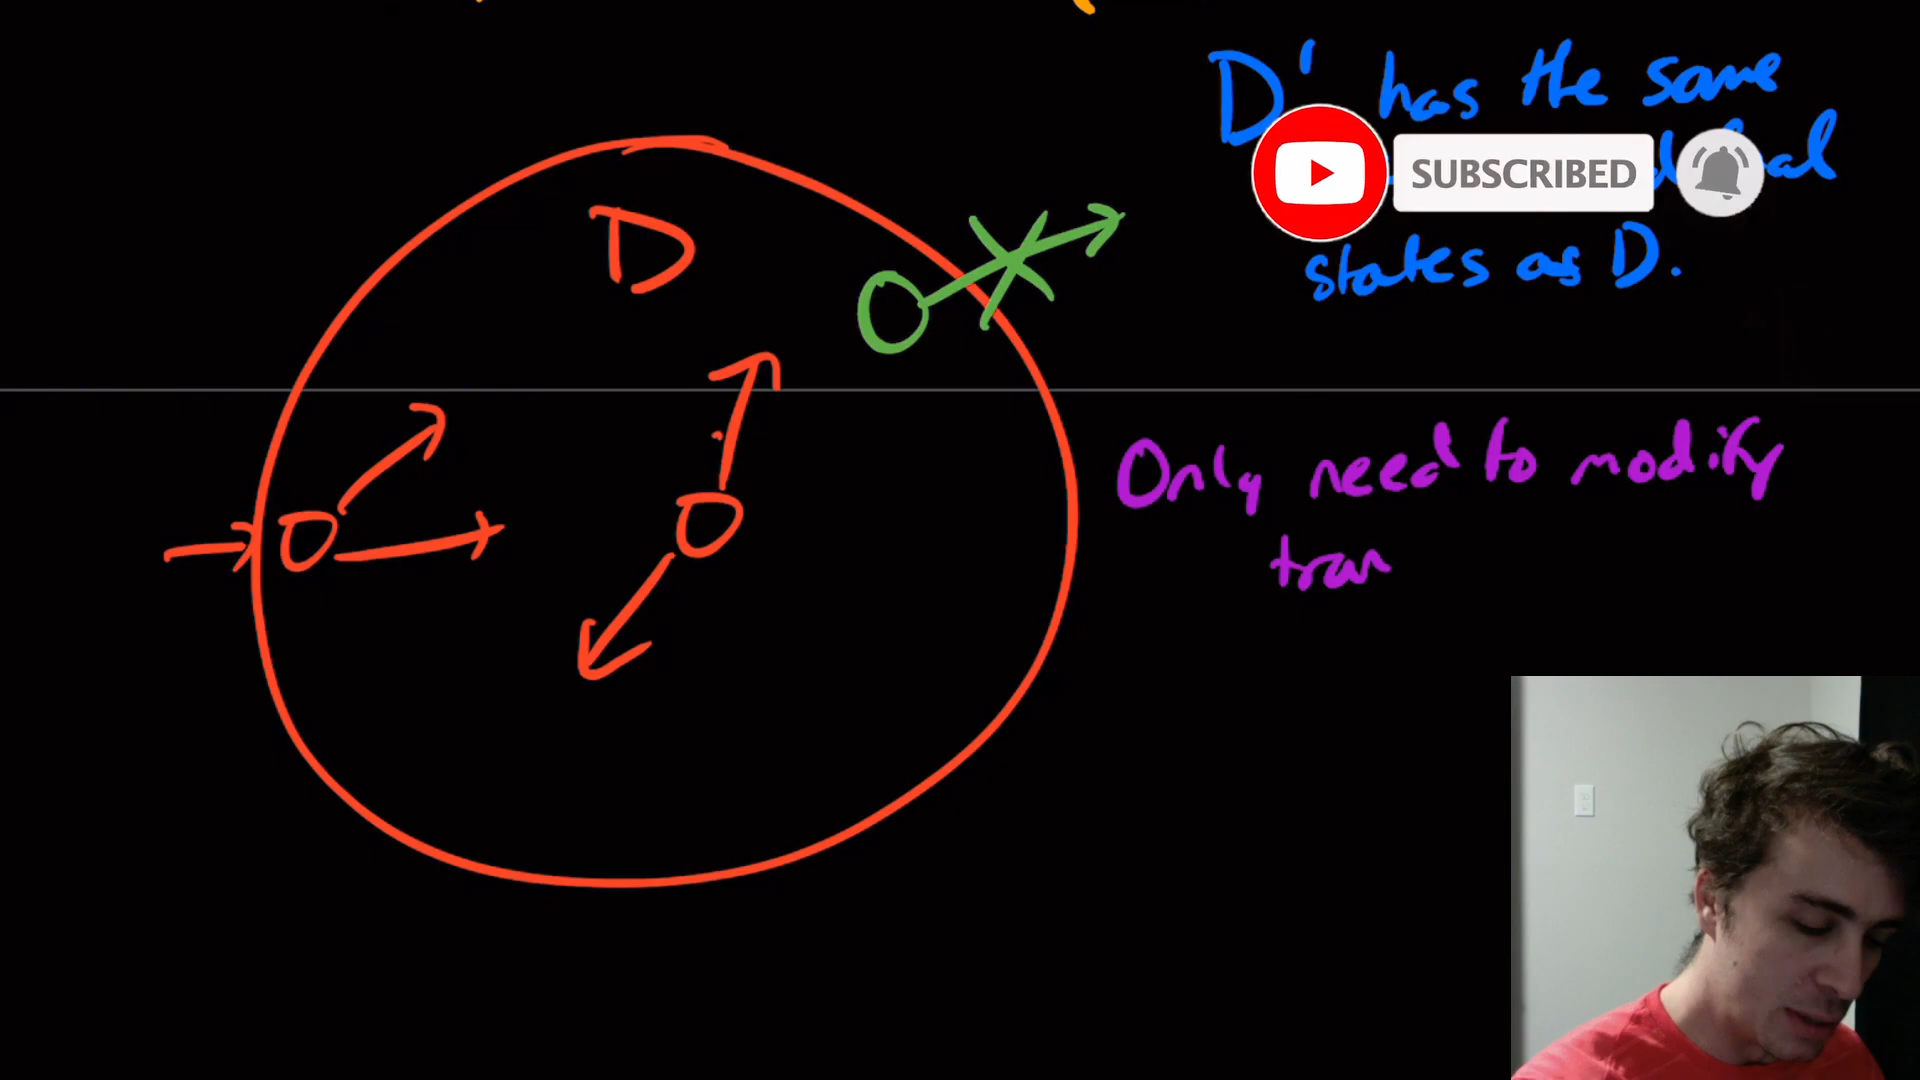 D
D' has the same
SUBSCRIBED
states as D.
Only need to modify
tran